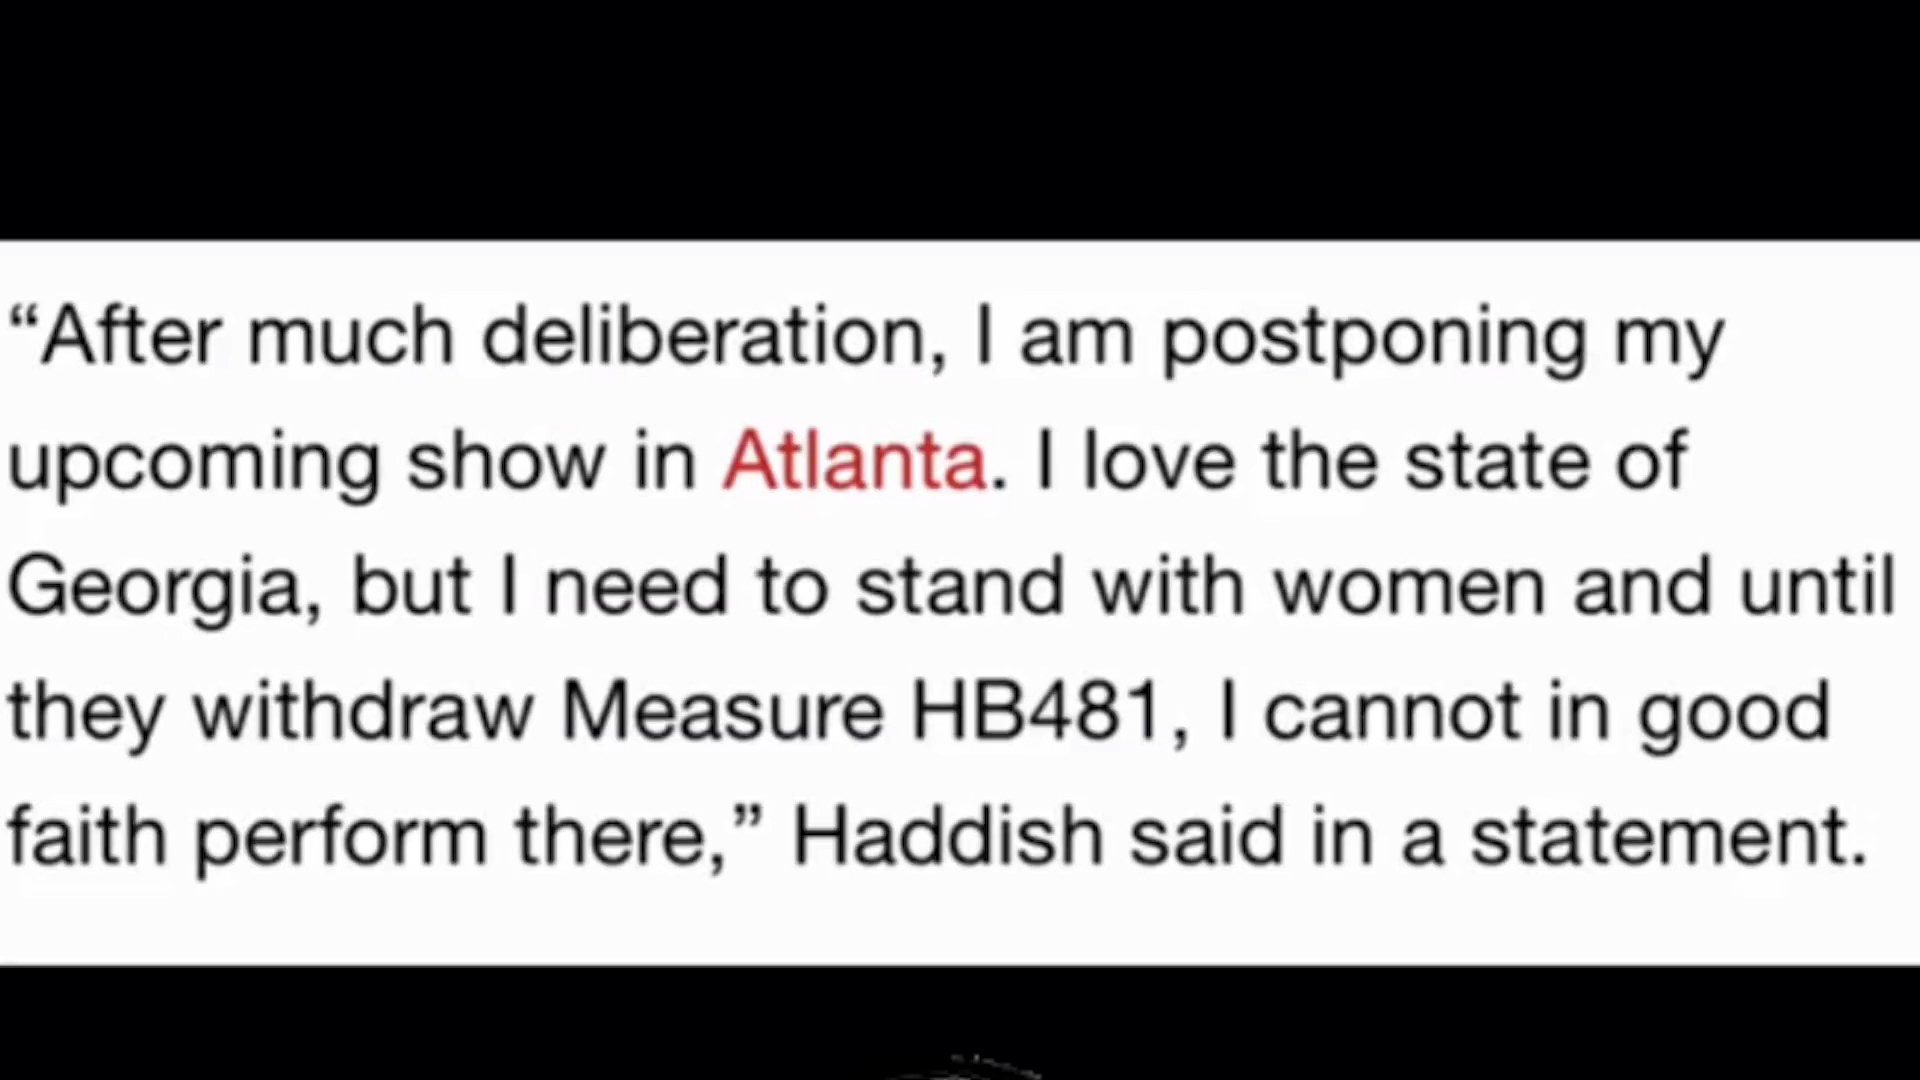 “After much deliberation, I am postponing my
upcoming show in Atlanta. I love the state of
Georgia, but I need to stand with women and until
they withdraw Measure HB481, I cannot in good
faith perform there,” Haddish said in a statement.